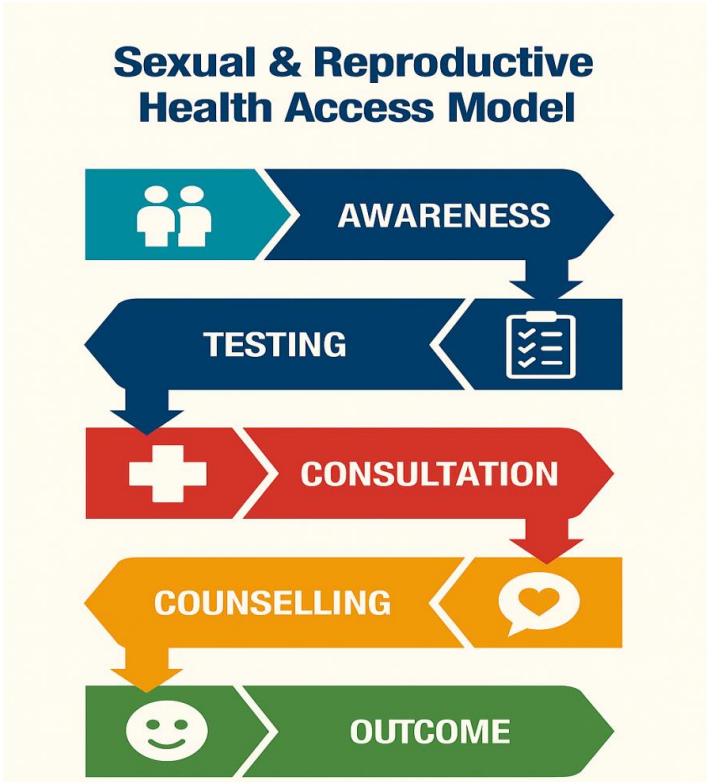 Sexual & Reproductive
Health Access Model
AWARENESS
TESTING
CONSULTATION
COUNSELLING
OUTCOME